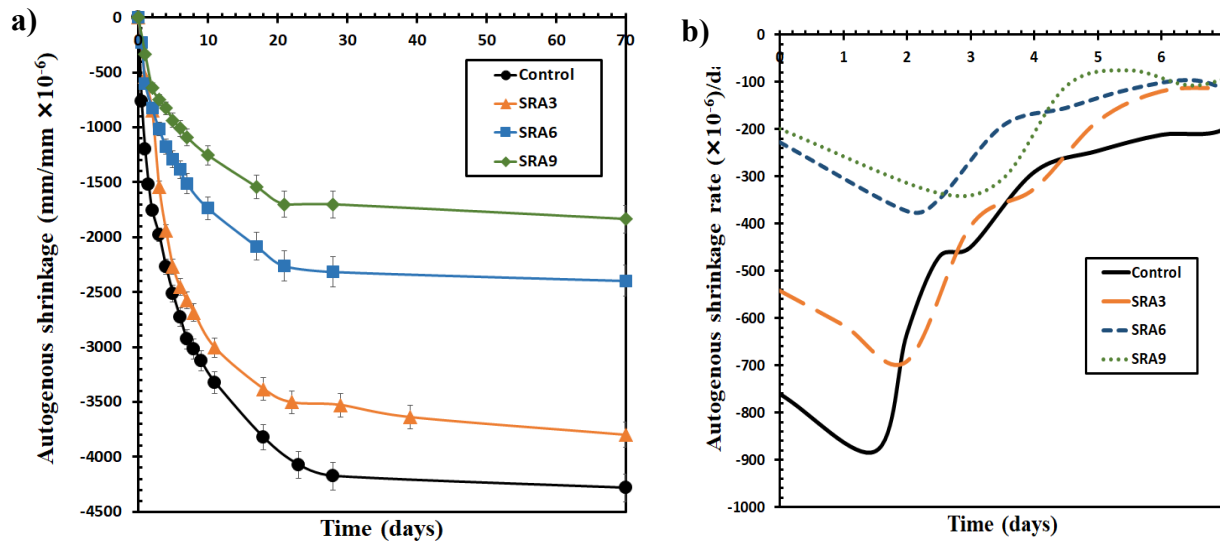 a)
0
0 10 20 30 40 50 60 70
-500
-1000
-1500
-2000
-2500
-3000
-3500
-4000
-4500
Autogenous shrinkage (mm/mm ×10-6)
Time (days)
Control
SRA3
SRA6
SRA9
b)
0
0 1 2 3 4 5 6
-100
-200
-300
-400
-500
-600
-700
-800
-900
-1000
Autogenous shrinkage rate (×10-6)/da
Time (days)
Control
SRA3
SRA6
SRA9